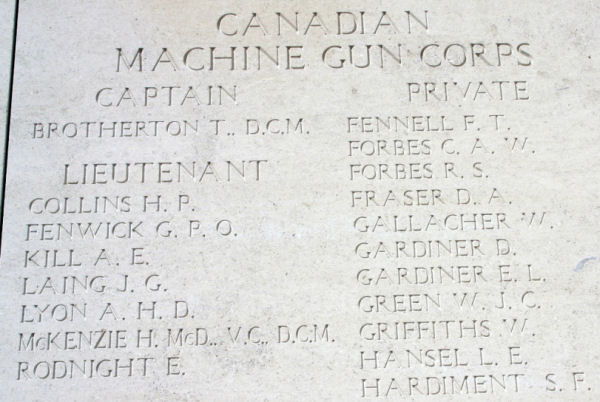 CANADIAN
MACHINE GUN CORPS
CAPTAIN
BROTHERTON T., D.C.M.
LIEUTENANT
COLLINS H. P.
FENWICK G. P. O.
KILL A. E.
LAING J. G.
LYON A. H. D.
McKENZIE H. McD., V.C., D.C.M.
RODNIGHT E.
PRIVATE
FENNELL F. T.
FORBES C. A. W.
FORBES R. S.
FRASER D. A.
GALLACHER W.
GARDINER D.
GARDINER E. L.
GREEN W. J. C.
GRIFFITHS W.
HANSEL L. E.
HARDIMENT S. F.